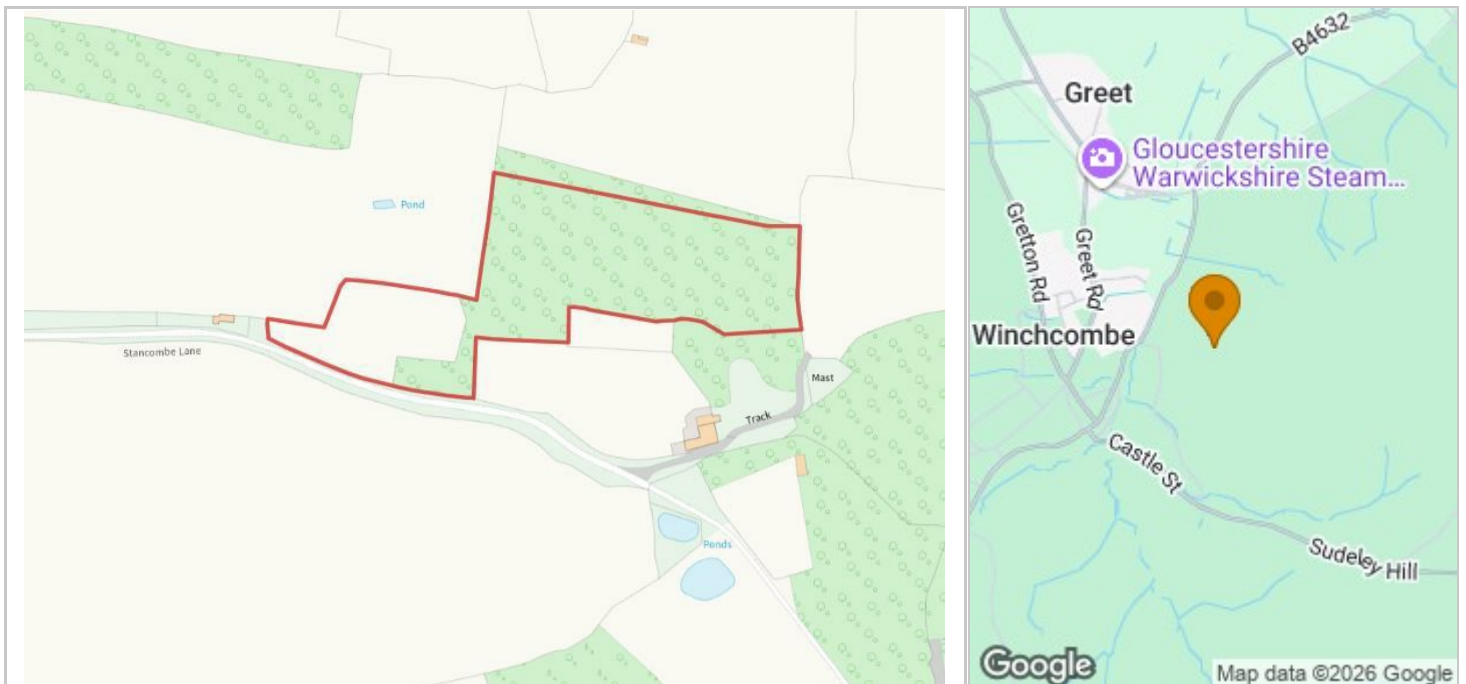 Pond
Stancombe Lane
Mast
Track
Ponds
B4632
Greet
Gloucestershire
Warwickshire Steam...
Gretton Rd
Greet Rd
Winchcombe
Castle St
Sudeley Hill
Google
Map data ©2026 Google